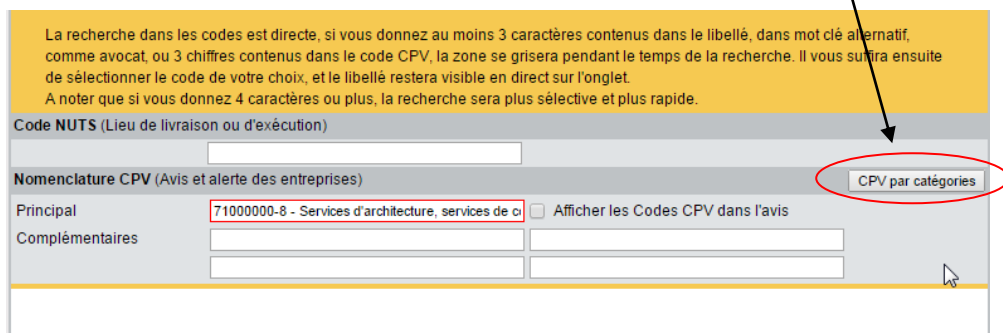 La recherche dans les codes est directe, si vous donnez au moins 3 caractères contenus dans le libellé, dans mot clé alternatif,
comme avocat, ou 3 chiffres contenus dans le code CPV, la zone se grisera pendant le temps de la recherche. Il vous suffira ensuite
de sélectionner le code de votre choix, et le libellé restera visible en direct sur l'onglet.
A noter que si vous donnez 4 caractères ou plus, la recherche sera plus sélective et plus rapide.
Code NUTS (Lieu de livraison ou d'exécution)
Nomenclature CPV (Avis et alerte des entreprises) CPV par catégories
Principal 71000000-8 - Services d'architecture, services de c Afficher les Codes CPV dans l'avis
Complémentaires